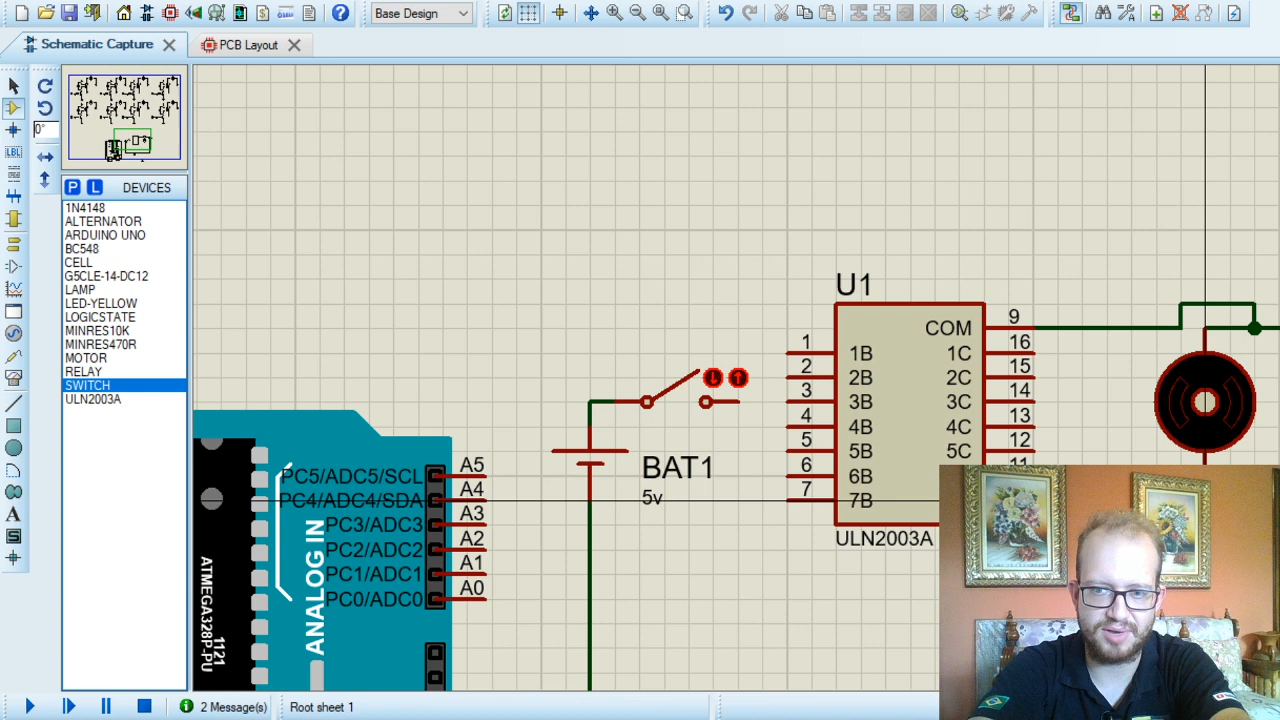 Base Design
Schematic Capture
PCB Layout
0°
LBL
P L DEVICES
1N4148
ALTERNATOR
ARDUINO UNO
BC548
CELL
G5CLE-14-DC12
LAMP
LED-YELLOW
LOGICSTATE
MINRES10K
MINRES470R
MOTOR
RELAY
SWITCH
ULN2003A
A
S
U1
COM 9
1 1B 1C 16
2 2B 2C 15
3 3B 3C 14
4 4B 4C 13
5 5B 5C 12
6 6B
7 7B
ULN2003A
BAT1
5v
PC5/ADC5/SCL A5
PC4/ADC4/SDA A4
PC3/ADC3 A3
PC2/ADC2 A2
PC1/ADC1 A1
PC0/ADC0 A0
ANALOG IN
ATMEGA328P-PU
1121
2 Message(s)
Root sheet 1